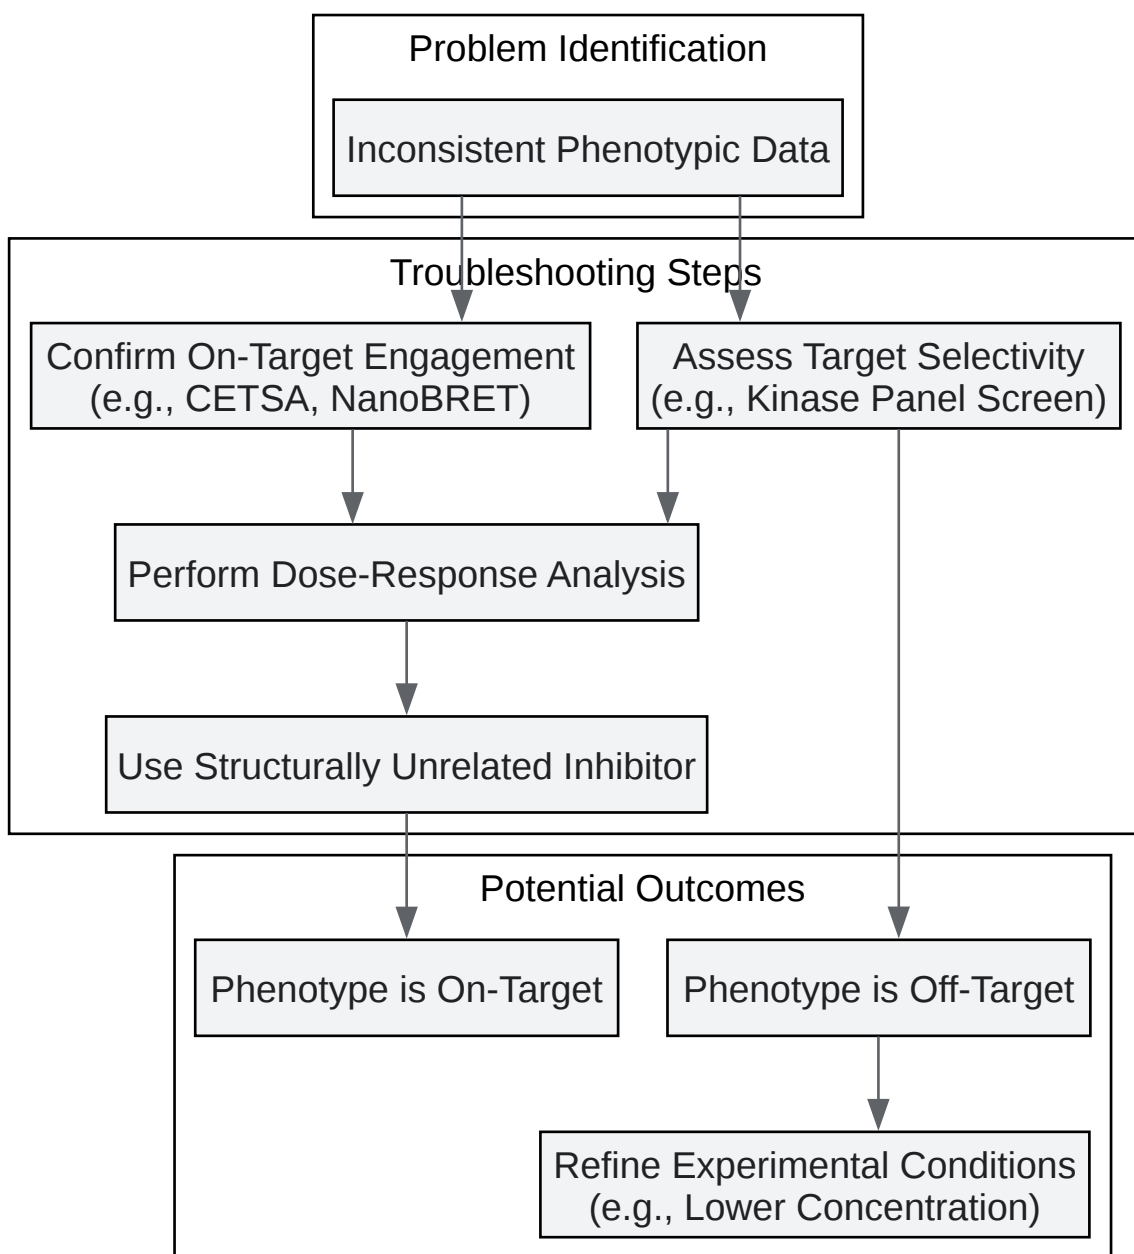 Problem Identification
Inconsistent Phenotypic Data
Troubleshooting Steps
Confirm On-Target Engagement
(e.g., CETSA, NanoBRET)
Assess Target Selectivity
(e.g., Kinase Panel Screen)
Perform Dose-Response Analysis
Use Structurally Unrelated Inhibitor
Potential Outcomes
Phenotype is On-Target
Phenotype is Off-Target
Refine Experimental Conditions
(e.g., Lower Concentration)